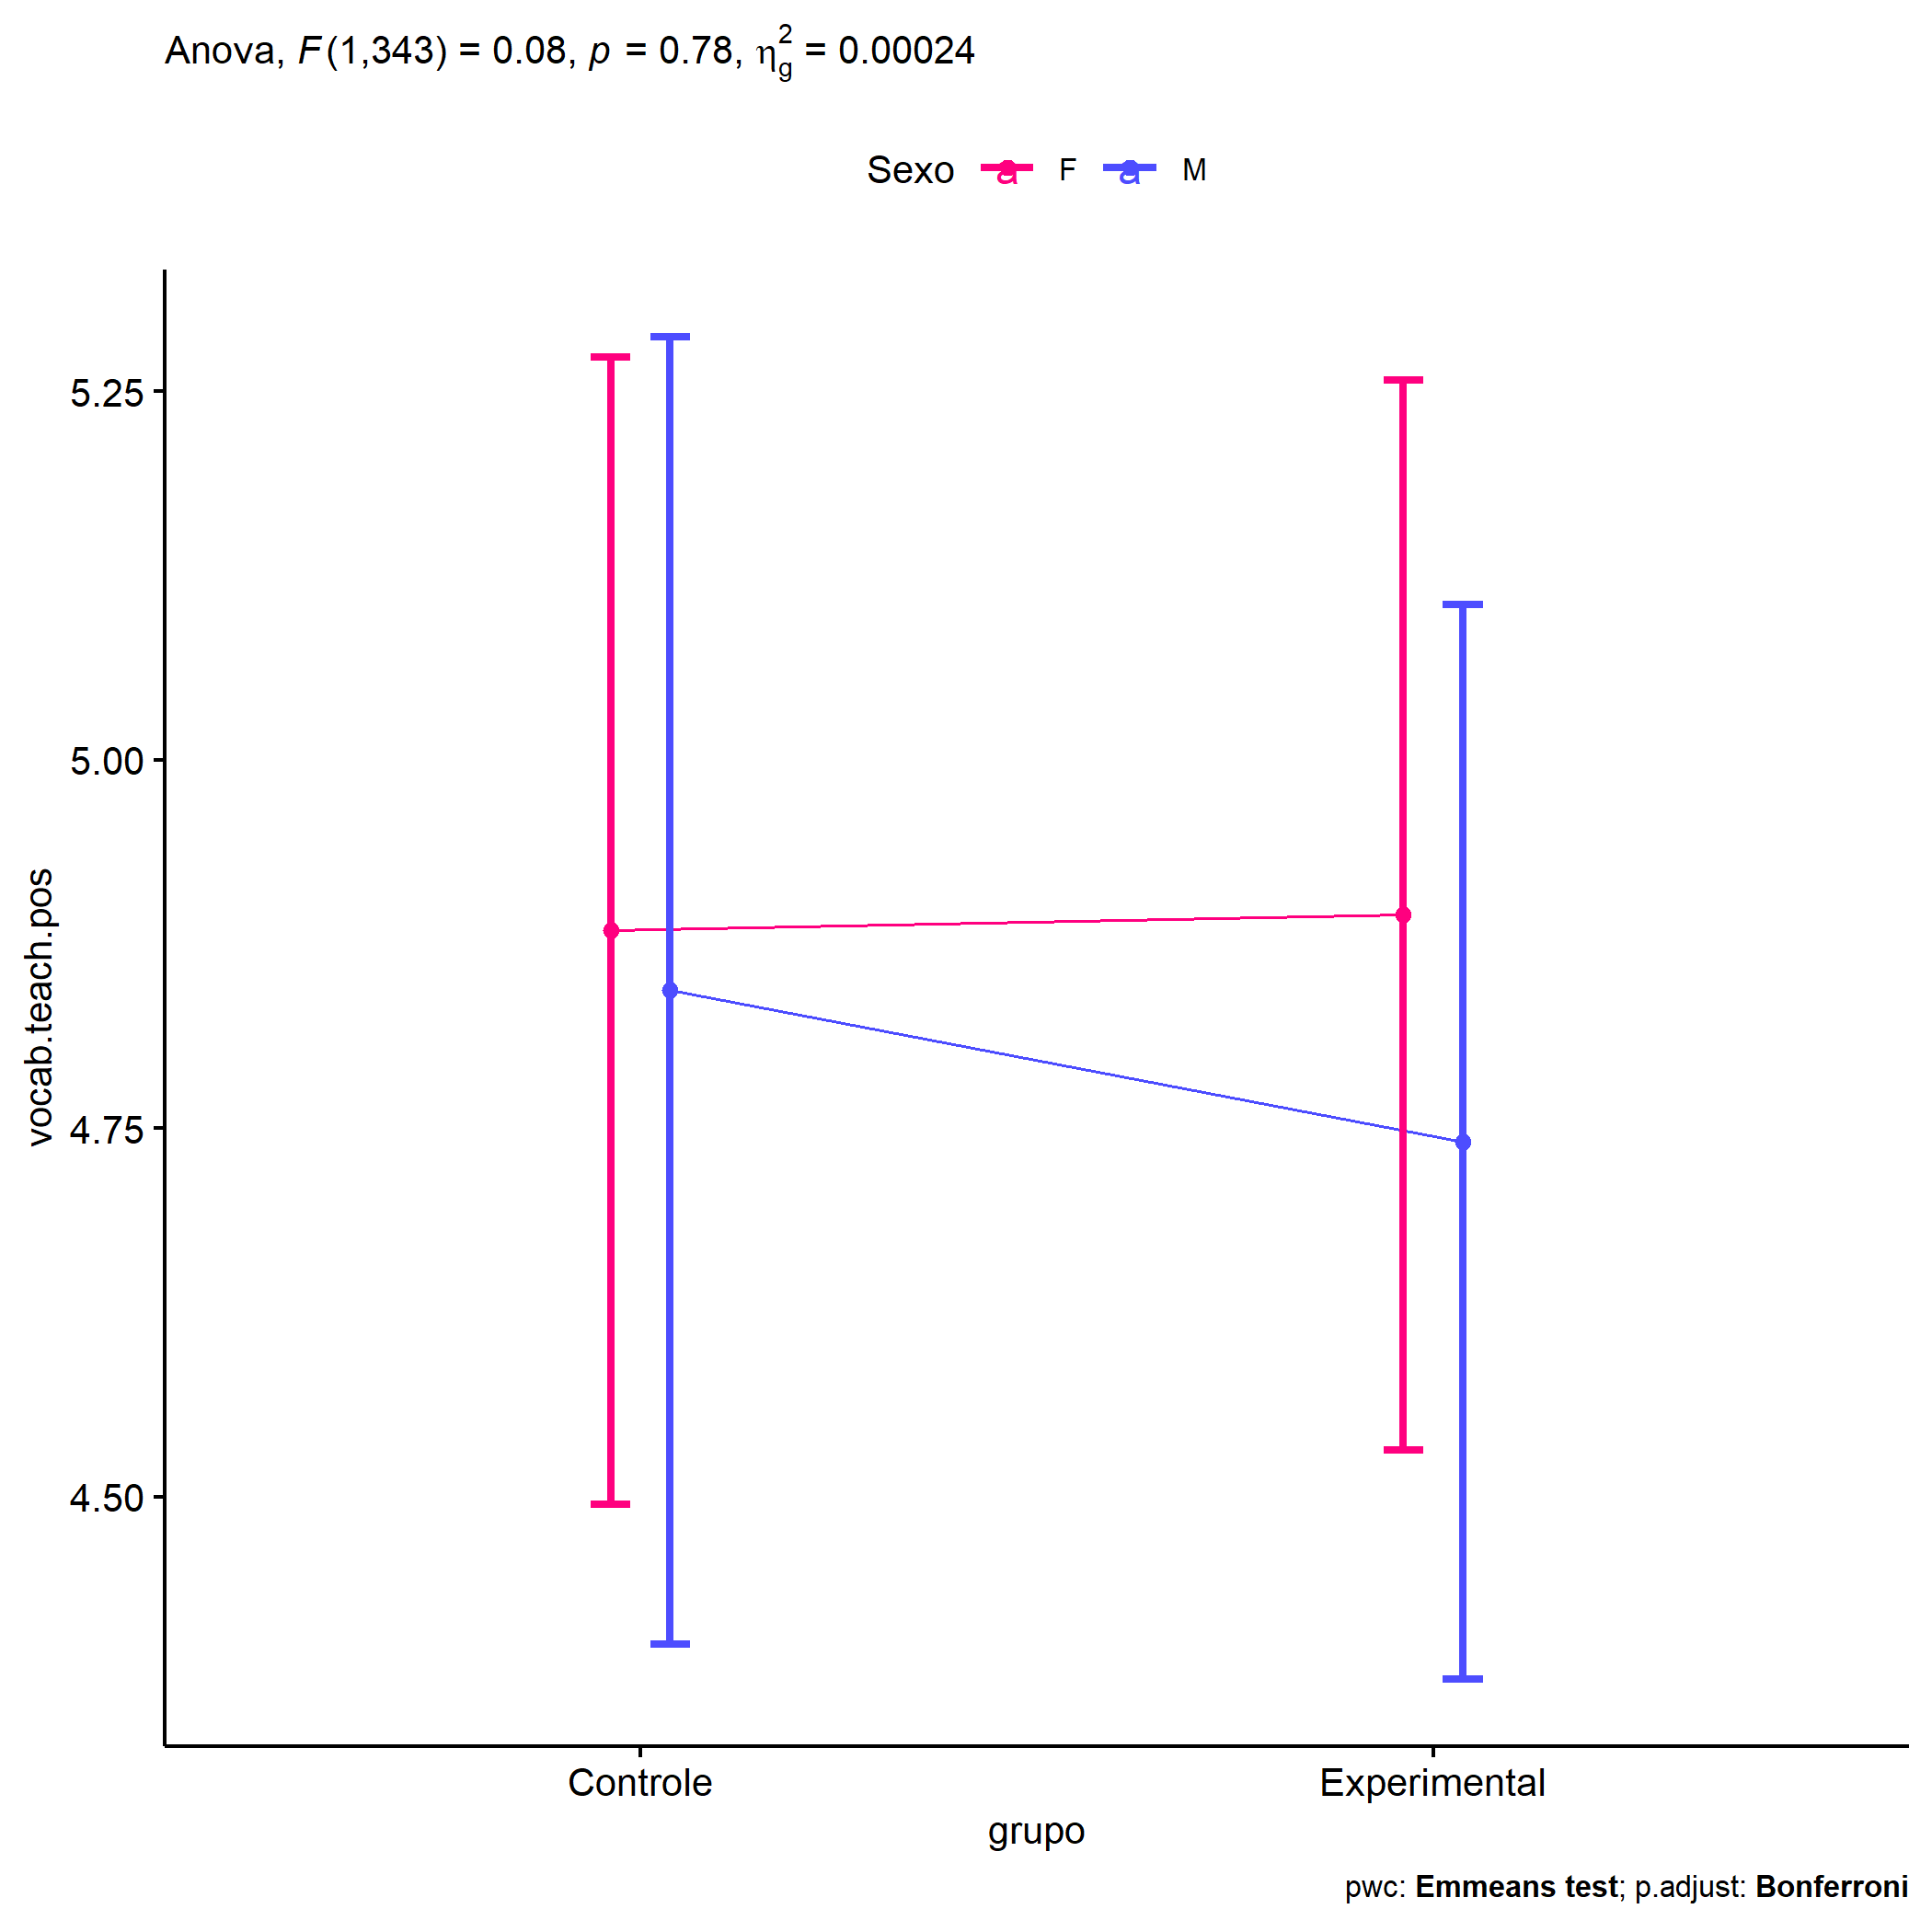 Anova, F(1,343) = 0.08, p = 0.78, η²g = 0.00024
Sexo a F a M
5.25
5.00
4.75
4.50
vocab.teach.pos
Controle Experimental
grupo
pwc: Emmeans test; p.adjust: Bonferroni